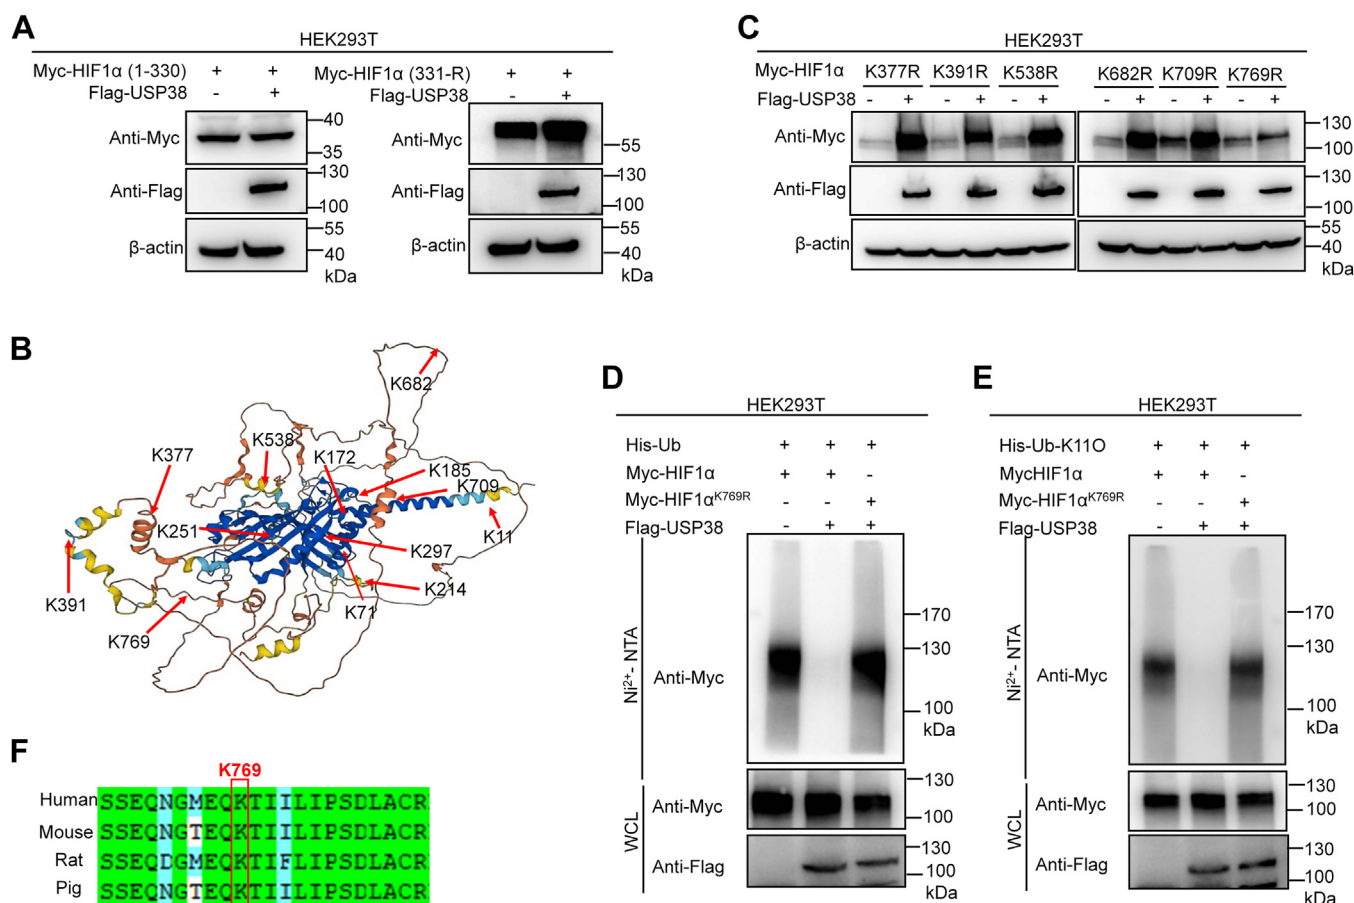 A
HEK293T
Myc-HIF1α (1-330) + +
Flag-USP38 - +
Anti-Myc
40
35
Anti-Flag
130
100
β-actin
55
40
kDa
Myc-HIF1α (331-R) + +
Flag-USP38 - +
Anti-Myc
55
Anti-Flag
130
100
β-actin
55
40
kDa
C
HEK293T
Myc-HIF1α K377R K391R K538R K682R K709R K769R
Flag-USP38 - + - + - + - + - + - +
Anti-Myc
130
100
Anti-Flag
130
100
β-actin
55
40
kDa
B
K682
K538
K377
K172
K185
K709
K251
K11
K297
K214
K71
K391
K769
D
HEK293T
His-Ub + + +
Myc-HIF1α + + -
Myc-HIF1αK769R - - +
Flag-USP38 - + +
Ni2+- NTA
Anti-Myc
170
130
100
kDa
WCL
Anti-Myc
130
100
Anti-Flag
130
100
kDa
E
HEK293T
His-Ub-K11O + + +
MycHIF1α + + -
Myc-HIF1αK769R - - +
Flag-USP38 - + +
Ni2+- NTA
Anti-Myc
170
130
100
kDa
WCL
Anti-Myc
130
100
Anti-Flag
130
100
kDa
F
K769
Human SSEQNGMEQKTIILIPSDLACR
Mouse SSEQNGTEQKTIILIPSDLACR
Rat SSEQDGMEQKTIFLIPSDLACR
Pig SSEQNGTEQKTIILIPSDLACR